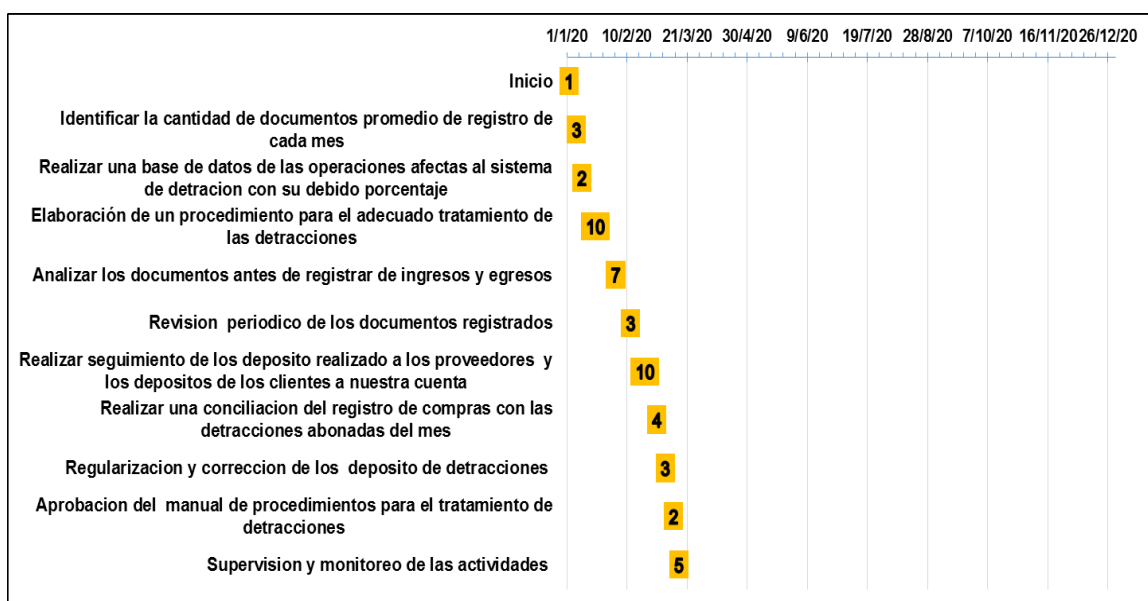 1/1/20 10/2/20 21/3/20 30/4/20 9/6/20 19/7/20 28/8/20 7/10/20 16/11/20 26/12/20
Inicio 1
Identificar la cantidad de documentos promedio de registro de
cada mes 3
Realizar una base de datos de las operaciones afectas al sistema
de detracion con su debido porcentaje 2
Elaboración de un procedimiento para el adecuado tratamiento de
las detracciones 10
Analizar los documentos antes de registrar de ingresos y egresos 7
Revision periodico de los documentos registrados 3
Realizar seguimiento de los deposito realizado a los proveedores y
los depositos de los clientes a nuestra cuenta 10
Realizar una conciliacion del registro de compras con las
detracciones abonadas del mes 4
Regularizacion y correccion de los deposito de detracciones 3
Aprobacion del manual de procedimientos para el tratamiento de
detracciones 2
Supervision y monitoreo de las actividades 5